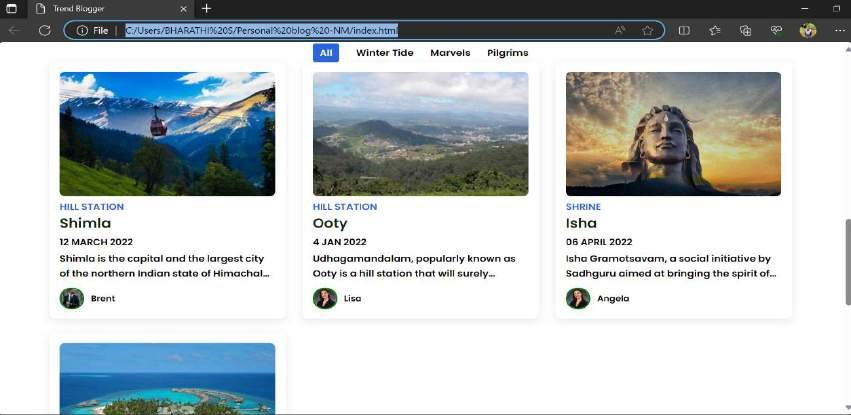 Trend Blogger
File
C:/Users/BHARATHI%20S/Personal%20blog%20-NM/index.html
All Winter Tide Marvels Pilgrims
HILL STATION
Shimla
12 MARCH 2022
Shimla is the capital and the largest city
of the northern Indian state of Himachal...
Brent
HILL STATION
Ooty
4 JAN 2022
Udhagamandalam, popularly known as
Ooty is a hill station that will surely...
Lisa
SHRINE
Isha
06 APRIL 2022
Isha Gramotsavam, a social initiative by
Sadhguru aimed at bringing the spirit of...
Angela